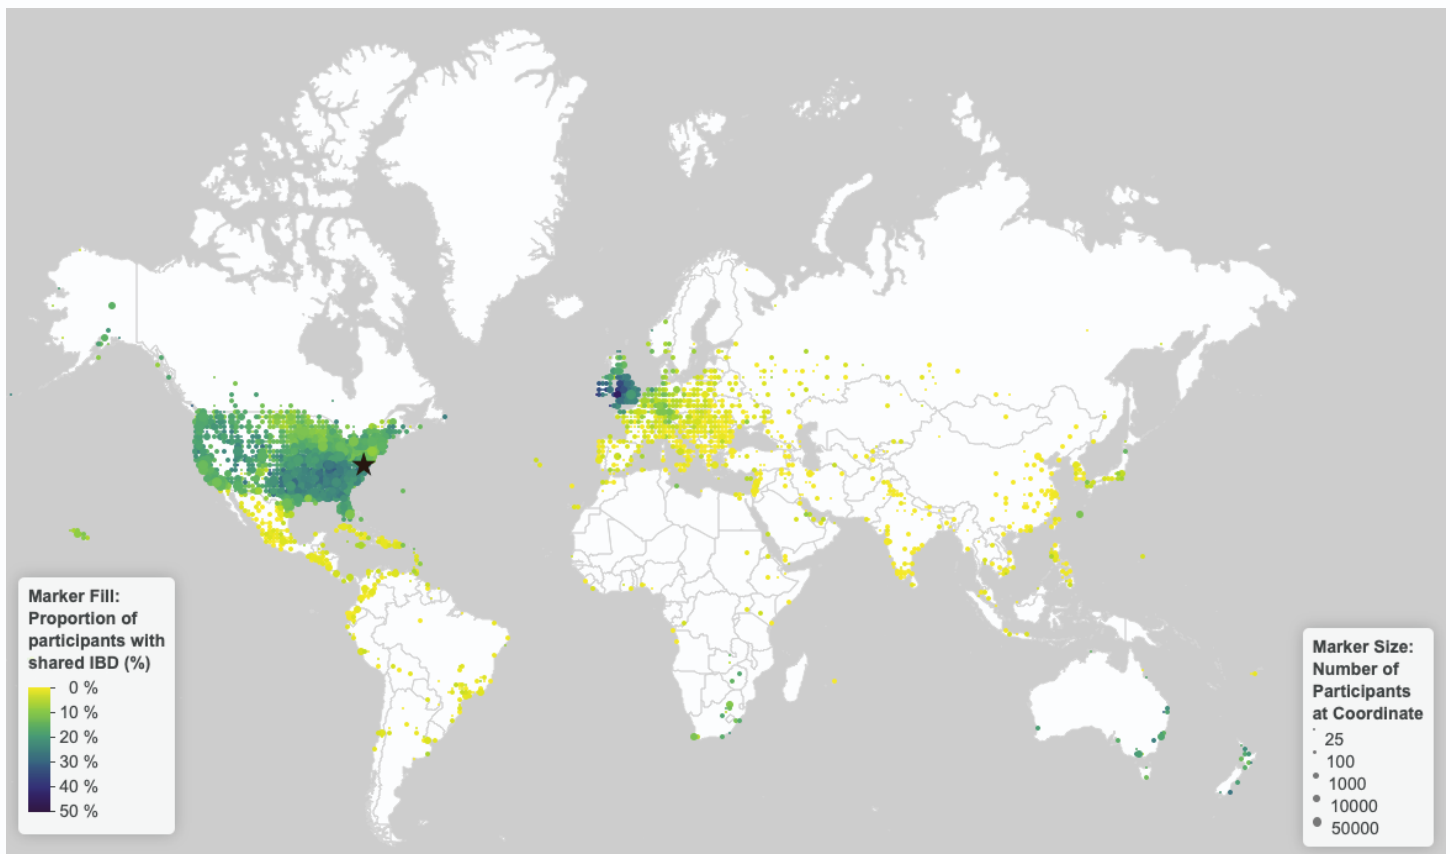 Marker Fill:
Proportion of
participants with
shared IBD (%)
0 %
10 %
20 %
30 %
40 %
50 %
Marker Size:
Number of
Participants
at Coordinate
25
100
1000
10000
50000